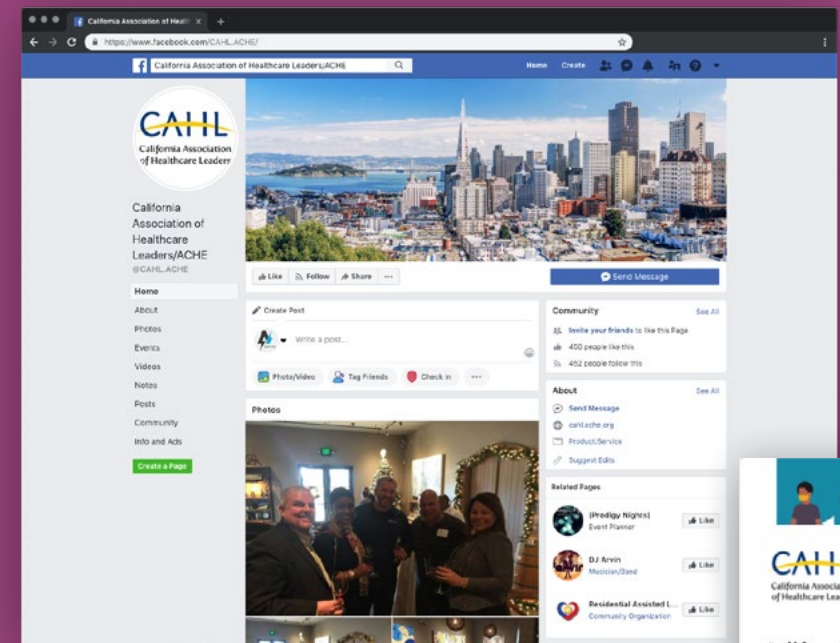 California Association of Healt
https://www.facebook.com/CAHL.ACHE/
California Association of Healthcare Leaders/ACHE
Home
Create
CAHL
California Association
of Healthcare Leaders
California
Association of
Healthcare
Leaders/ACHE
@CAHL.ACHE
Home
About
Photos
Events
Videos
Notes
Posts
Community
Info and Ads
Create a Page
Like
Follow
Share
Send Message
Create Post
Write a post...
Photo/Video
Tag Friends
Check in
Photos
Community
See All
Invite your friends to like this Page
450 people like this
452 people follow this
About
See All
Send Message
cahl.ache.org
Product/Service
Suggest Edits
Related Pages
(Prodigy Nights)
Event Planner
Like
DJ Arvin
Musician/Band
Like
Residential Assisted L...
Community Organization
Like
CAH
California Associa
of Healthcare Lea